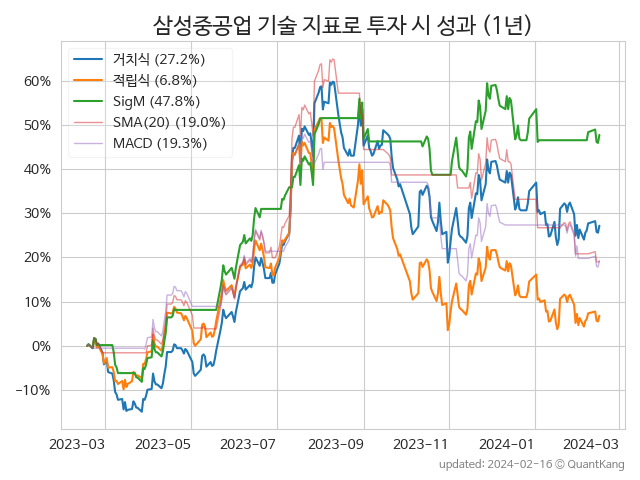 삼성중공업 기술 지표로 투자 시 성과 (1년)
거치식 (27.2%)
적립식 (6.8%)
SigM (47.8%)
SMA(20) (19.0%)
MACD (19.3%)
60%
50%
40%
30%
20%
10%
0%
−10%
2023-03 2023-05 2023-07 2023-09 2023-11 2024-01 2024-03
updated: 2024-02-16 © QuantKang